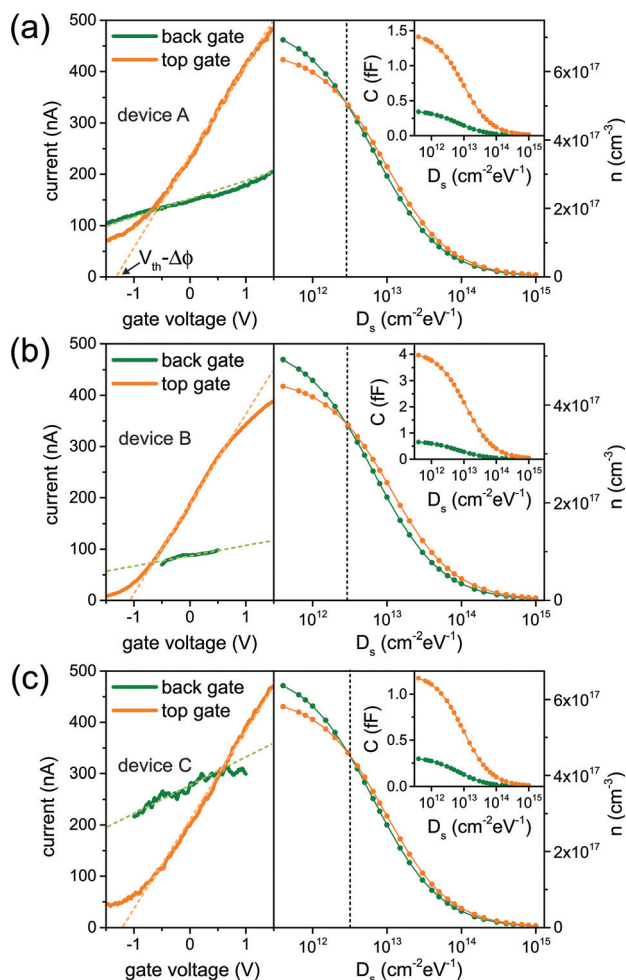 (a)
500
400
300
200
100
0
current (nA)
back gate
top gate
device A
V_th-Δϕ
-1
0
1
gate voltage (V)
10^12
10^13
10^14
10^15
D_s (cm^-2eV^-1)
6x10^17
4x10^17
2x10^17
0
n (cm^-3)
1.5
1.0
0.5
0.0
C (fF)
10^12
10^13
10^14
10^15
D_s (cm^-2eV^-1)
(b)
500
400
300
200
100
0
current (nA)
back gate
top gate
device B
-1
0
1
gate voltage (V)
10^12
10^13
10^14
10^15
D_s (cm^-2eV^-1)
4x10^17
2x10^17
0
n (cm^-3)
4
3
2
1
0
C (fF)
10^12
10^13
10^14
10^15
D_s (cm^-2eV^-1)
(c)
500
400
300
200
100
0
current (nA)
back gate
top gate
device C
-1
0
1
gate voltage (V)
10^12
10^13
10^14
10^15
D_s (cm^-2eV^-1)
6x10^17
4x10^17
2x10^17
0
n (cm^-3)
1.0
0.5
0.0
C (fF)
10^12
10^13
10^14
10^15
D_s (cm^-2eV^-1)